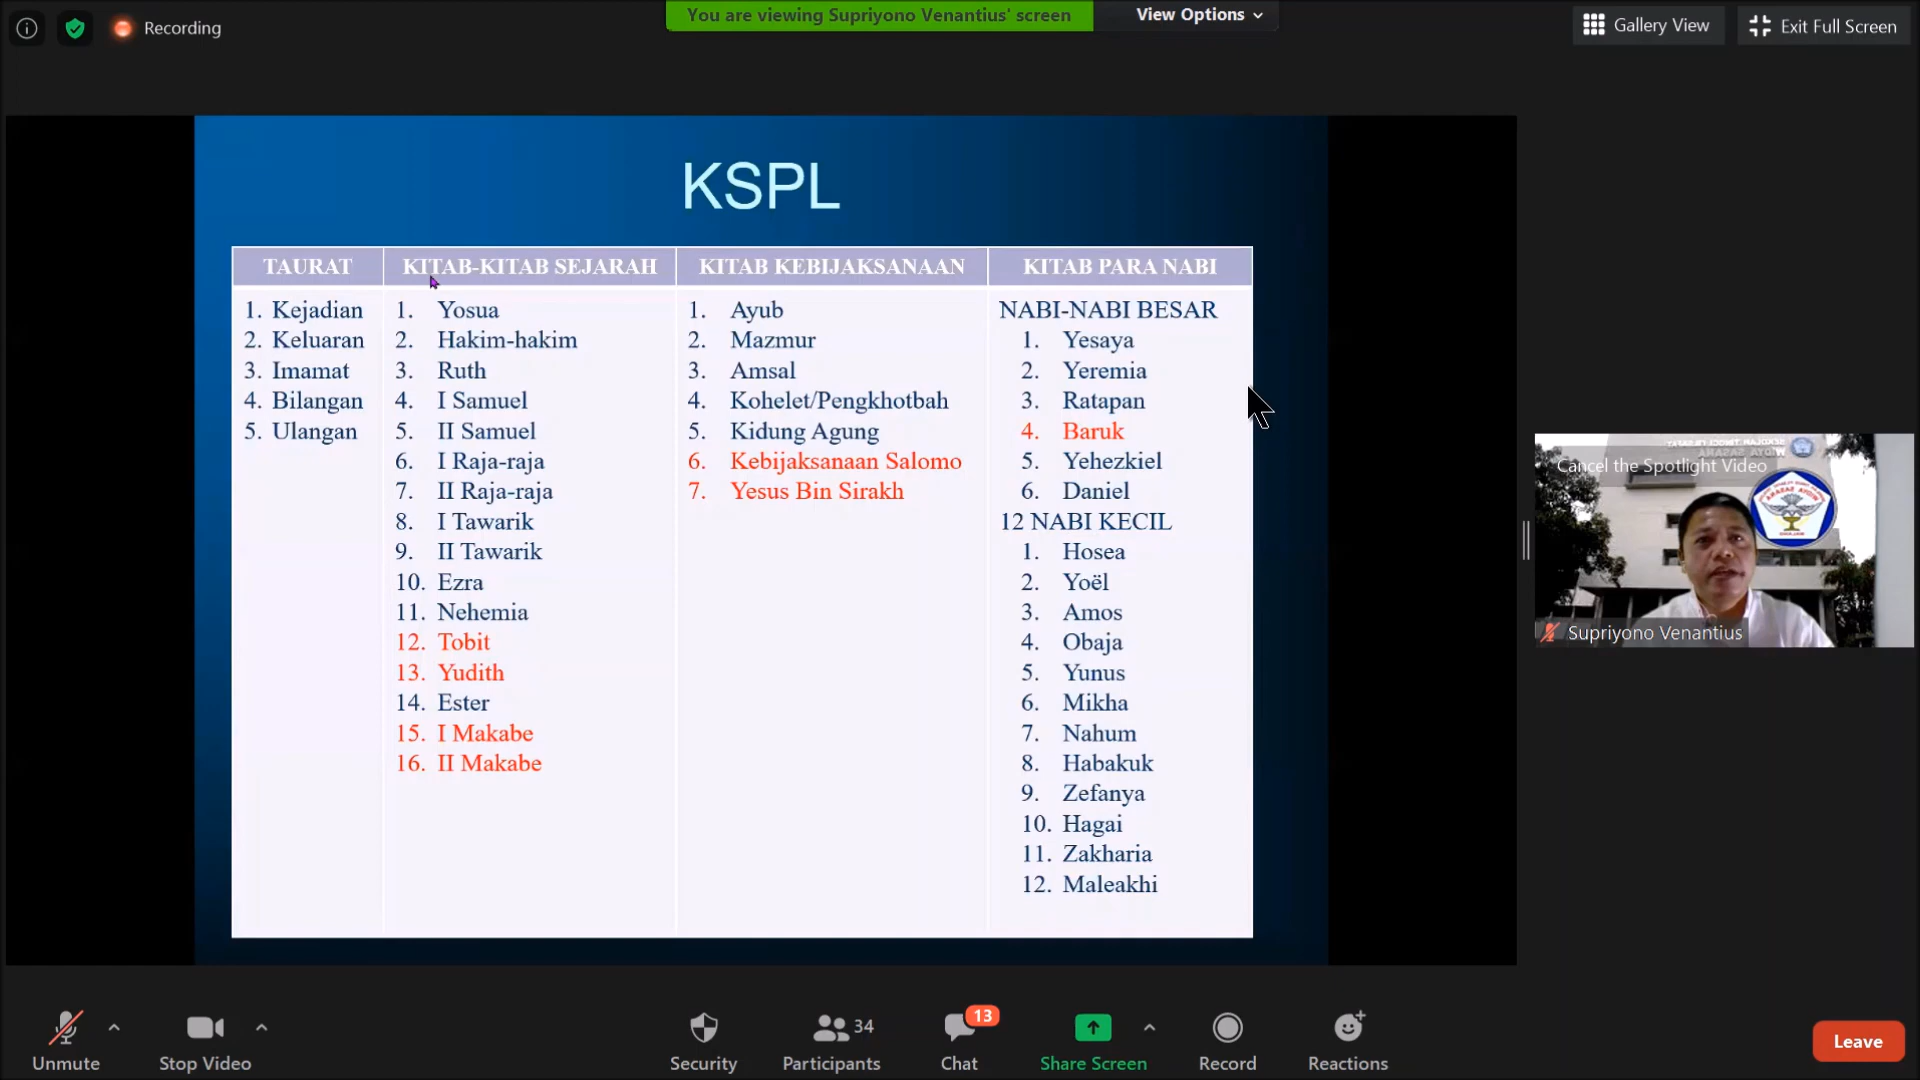 Recording
You are viewing Supriyono Venantius' screen
View Options
Gallery View
Exit Full Screen
KSPL
TAURAT
1. Kejadian
2. Keluaran
3. Imamat
4. Bilangan
5. Ulangan
KITAB-KITAB SEJARAH
1. Yosua
2. Hakim-hakim
3. Ruth
4. I Samuel
5. II Samuel
6. I Raja-raja
7. II Raja-raja
8. I Tawarik
9. II Tawarik
10. Ezra
11. Nehemia
12. Tobit
13. Yudith
14. Ester
15. I Makabe
16. II Makabe
KITAB KEBIJAKSANAAN
1. Ayub
2. Mazmur
3. Amsal
4. Kohelet/Pengkhotbah
5. Kidung Agung
6. Kebijaksanaan Salomo
7. Yesus Bin Sirakh
KITAB PARA NABI
NABI-NABI BESAR
1. Yesaya
2. Yeremia
3. Ratapan
4. Baruk
5. Yehezkiel
6. Daniel
12 NABI KECIL
1. Hosea
2. Yoël
3. Amos
4. Obaja
5. Yunus
6. Mikha
7. Nahum
8. Habakuk
9. Zefanya
10. Hagai
11. Zakharia
12. Maleakhi
Cancel the Spotlight Video
Supriyono Venantius
Unmute
Stop Video
Security
Participants
34
Chat
13
Share Screen
Record
Reactions
Leave